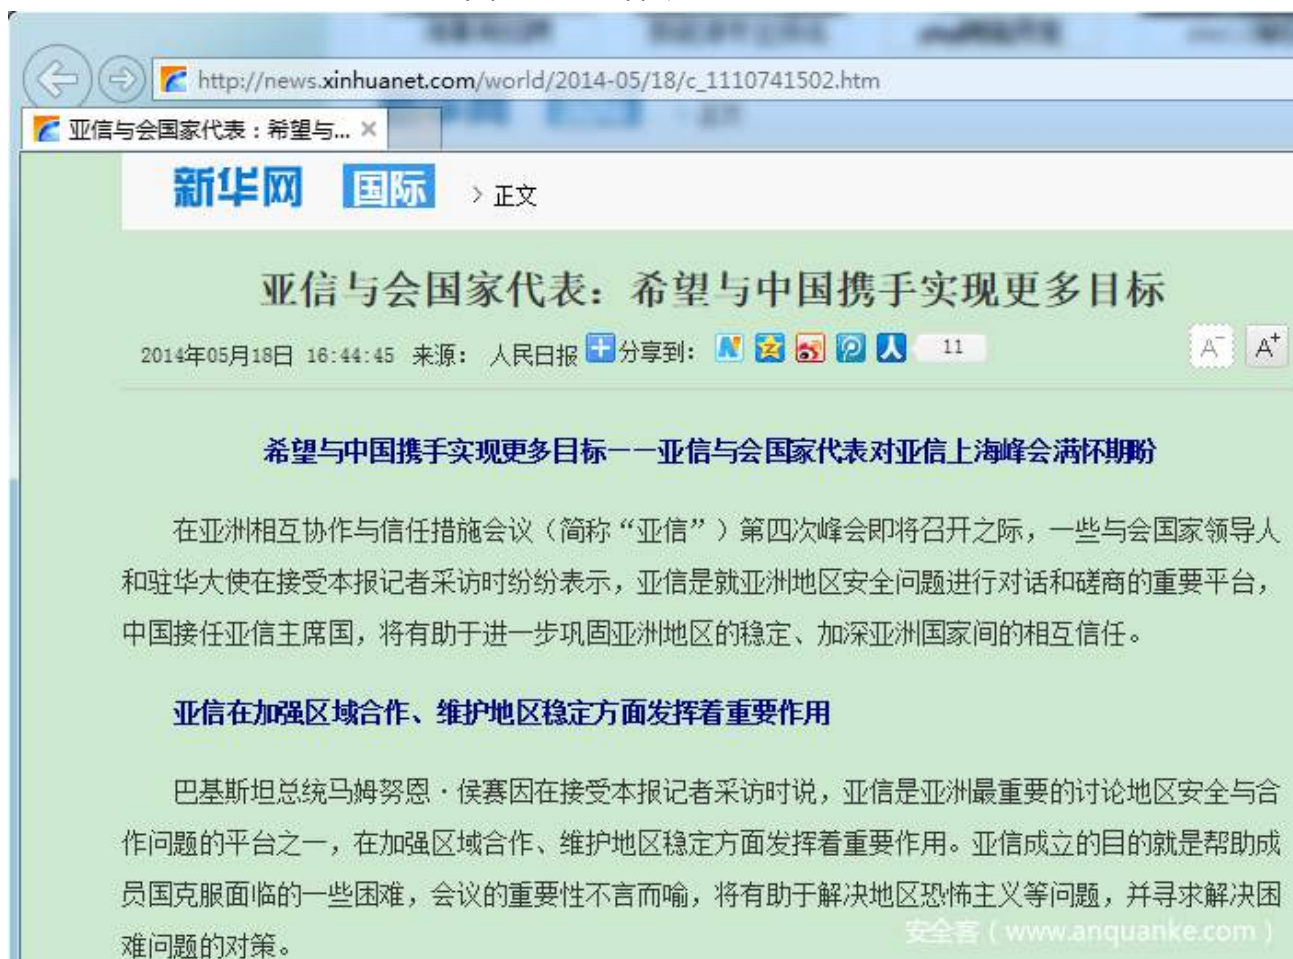 http://news.xinhuanet.com/world/2014-05/18/c_1110741502.htm
亚信与会国家代表：希望与... ×
新华网 国际 > 正文
亚信与会国家代表：希望与中国携手实现更多目标
2014年05月18日 16:44:45 来源： 人民日报 分享到： 11 A- A+
希望与中国携手实现更多目标——亚信与会国家代表对亚信上海峰会满怀期盼
在亚洲相互协作与信任措施会议（简称“亚信”）第四次峰会即将召开之际，一些与会国家领导人
和驻华大使在接受本报记者采访时纷纷表示，亚信是就亚洲地区安全问题进行对话和磋商的重要平台，
中国接任亚信主席国，将有助于进一步巩固亚洲地区的稳定、加深亚洲国家间的相互信任。
亚信在加强区域合作、维护地区稳定方面发挥着重要作用
巴基斯坦总统马姆努恩·侯赛因在接受本报记者采访时说，亚信是亚洲最重要的讨论地区安全与合
作问题的平台之一，在加强区域合作、维护地区稳定方面发挥着重要作用。亚信成立的目的就是帮助成
员国克服面临的一些困难，会议的重要性不言而喻，将有助于解决地区恐怖主义等问题，并寻求解决困
难问题的对策。
安全客（www.anquanke.com）